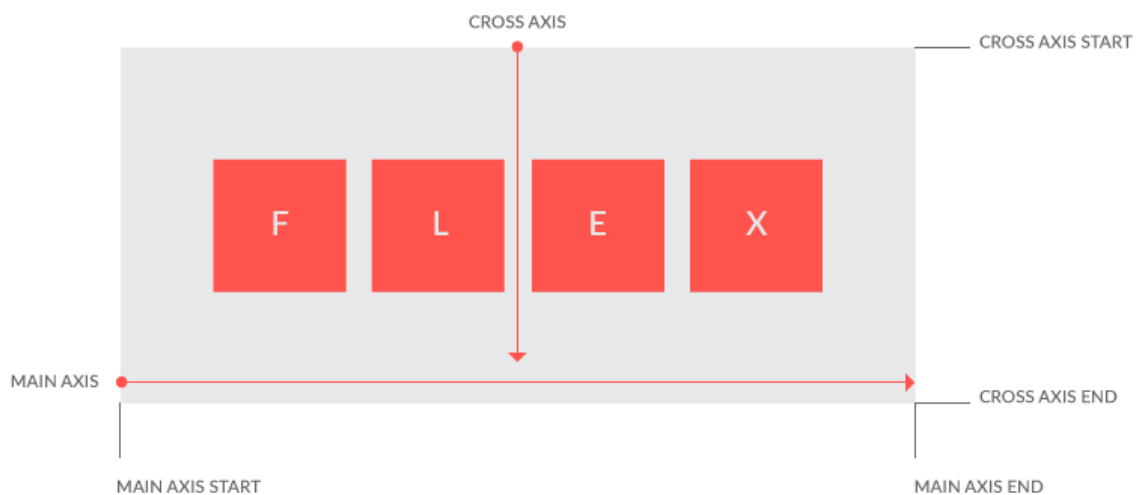 CROSS AXIS
CROSS AXIS START
F L E X
MAIN AXIS
CROSS AXIS END
MAIN AXIS START
MAIN AXIS END